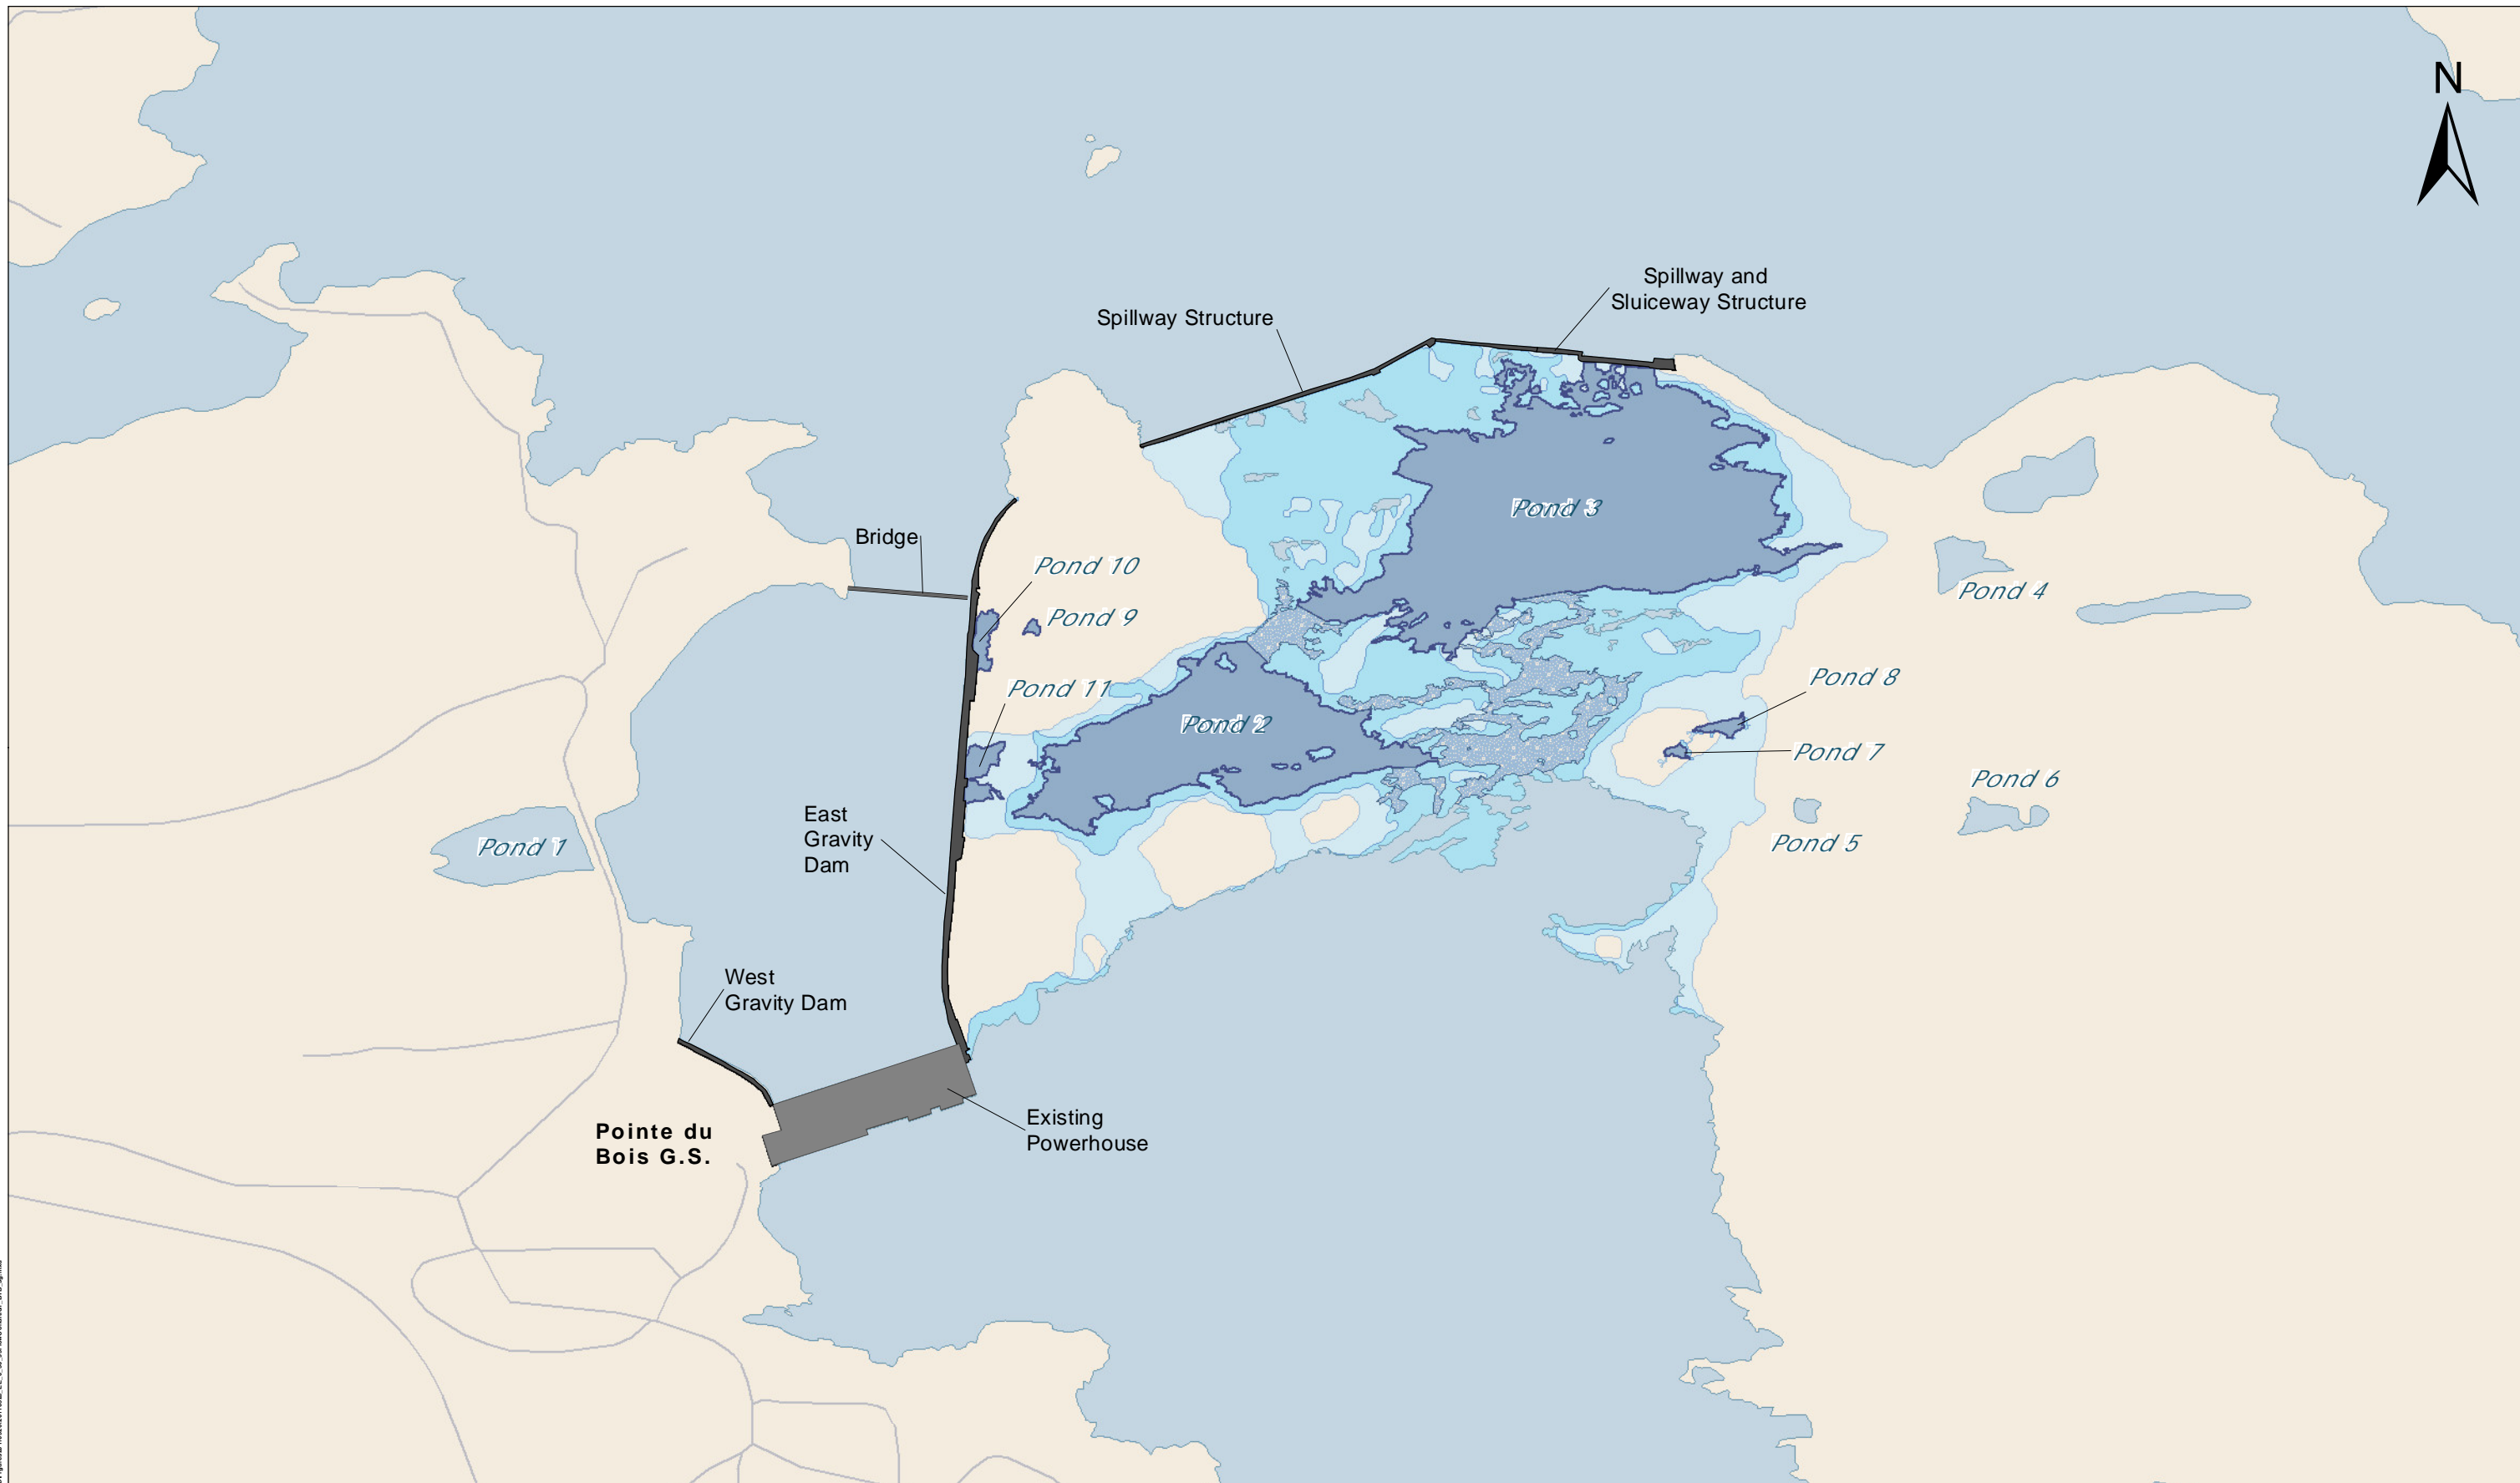 N
Spillway and
Sluiceway Structure
Spillway Structure
Pond 3
Bridge
Pond 10
Pond 4
Pond 9
Pond 8
Pond 11
Pond 2
Pond 7
Pond 6
East
Gravity
Dam
Pond 1
Pond 5
West
Gravity Dam
Existing
Powerhouse
Pointe du
Bois G.S.